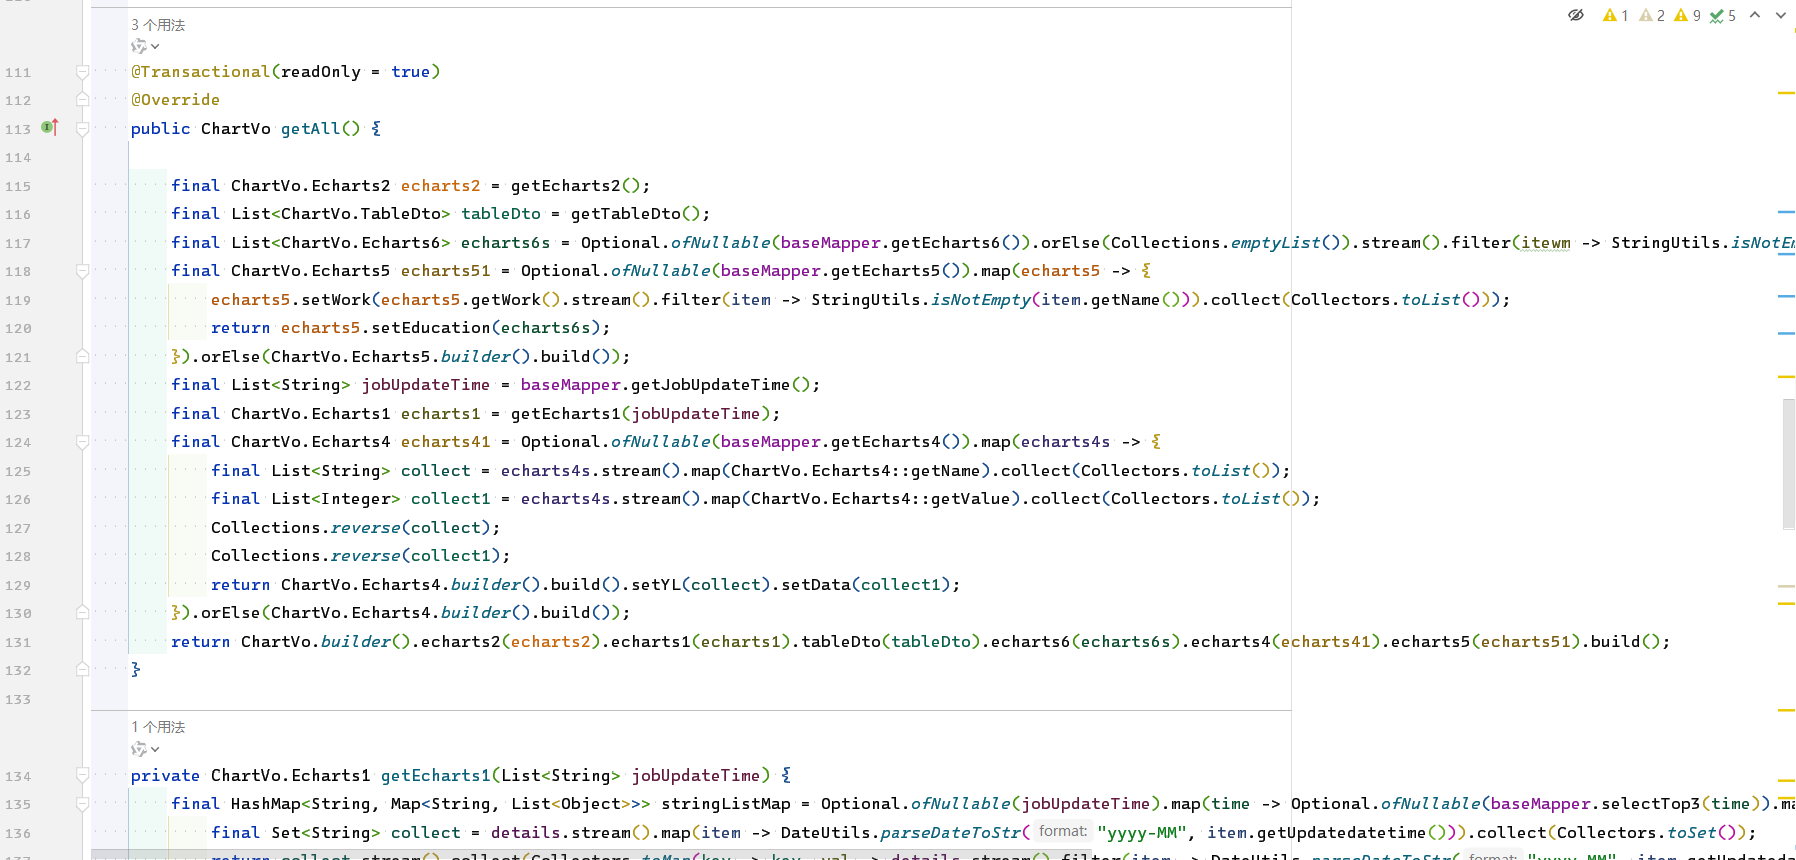 3 个用法
1 2 9 5
111 @Transactional(readOnly = true)
112 @Override
113 public ChartVo getAll() {
114
115 final ChartVo.Echarts2 echarts2 = getEcharts2();
116 final List<ChartVo.TableDto> tableDto = getTableDto();
117 final List<ChartVo.Echarts6> echarts6s = Optional.ofNullable(baseMapper.getEcharts6()).orElse(Collections.emptyList()).stream().filter(itewm -> StringUtils.isNotEm
118 final ChartVo.Echarts5 echarts51 = Optional.ofNullable(baseMapper.getEcharts5()).map(echarts5 -> {
119 echarts5.setWork(echarts5.getWork().stream().filter(item -> StringUtils.isNotEmpty(item.getName())).collect(Collectors.toList()));
120 return echarts5.setEducation(echarts6s);
121 }).orElse(ChartVo.Echarts5.builder().build());
122 final List<String> jobUpdateTime = baseMapper.getJobUpdateTime();
123 final ChartVo.Echarts1 echarts1 = getEcharts1(jobUpdateTime);
124 final ChartVo.Echarts4 echarts41 = Optional.ofNullable(baseMapper.getEcharts4()).map(echarts4s -> {
125 final List<String> collect = echarts4s.stream().map(ChartVo.Echarts4::getName).collect(Collectors.toList());
126 final List<Integer> collect1 = echarts4s.stream().map(ChartVo.Echarts4::getValue).collect(Collectors.toList());
127 Collections.reverse(collect);
128 Collections.reverse(collect1);
129 return ChartVo.Echarts4.builder().build().setYL(collect).setData(collect1);
130 }).orElse(ChartVo.Echarts4.builder().build());
131 return ChartVo.builder().echarts2(echarts2).echarts1(echarts1).tableDto(tableDto).echarts6(echarts6s).echarts4(echarts41).echarts5(echarts51).build();
132 }
133
1 个用法
134 private ChartVo.Echarts1 getEcharts1(List<String> jobUpdateTime) {
135 final HashMap<String, Map<String, List<Object>>> stringListMap = Optional.ofNullable(jobUpdateTime).map(time -> Optional.ofNullable(baseMapper.selectTop3(time)).ma
136 final Set<String> collect = details.stream().map(item -> DateUtils.parseDateToStr( format: "yyyy-MM", item.getUpdatedatetime())).collect(Collectors.toSet());